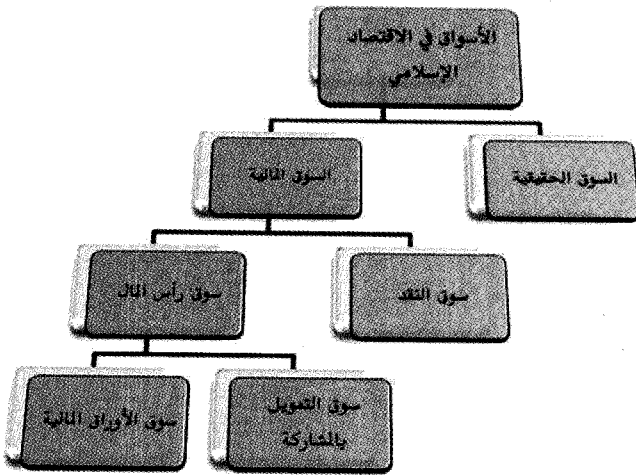 الأسواق في الاقتصاد
الإسلامي
السوق الحقيقية
السوق المالية
سوق النقد
سوق رأس المال
سوق التمويل
بالمشاركة
سوق الأوراق المالية